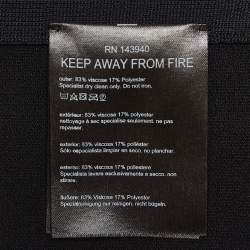 RN 143940
KEEP AWAY FROM FIRE
outer: 83% viscose 17% Polyester
Specialist dry clean only. Do not iron.
extérieur: 83% viscose 17% polyester
nettoyage à sec spécialisé seulement. ne pas
repasser.
exterior: 83% viscosa 17% poliéster
Sólo especialista limpiar en seco, no planchar.
esterno: 83% viscosa 17% poliestere
Specialista lavare esclusivamente a secco, non
stirare.
äußere: 83% Viskose 17% Polyester
Spezialreinigung nur reinigen, nicht bügeln.